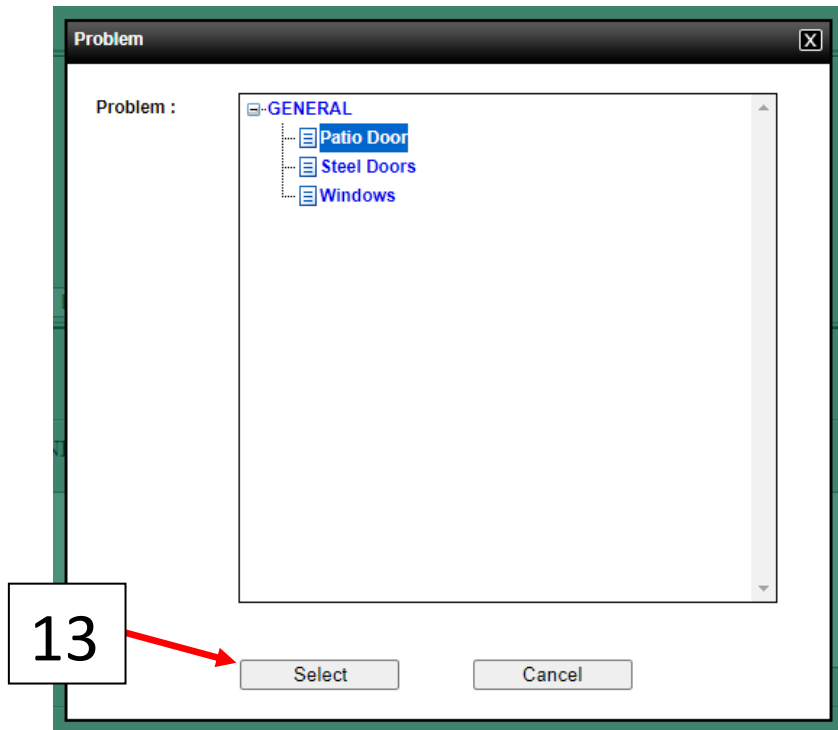 Problem
X
Problem :
GENERAL
Patio Door
Steel Doors
Windows
13
Select
Cancel